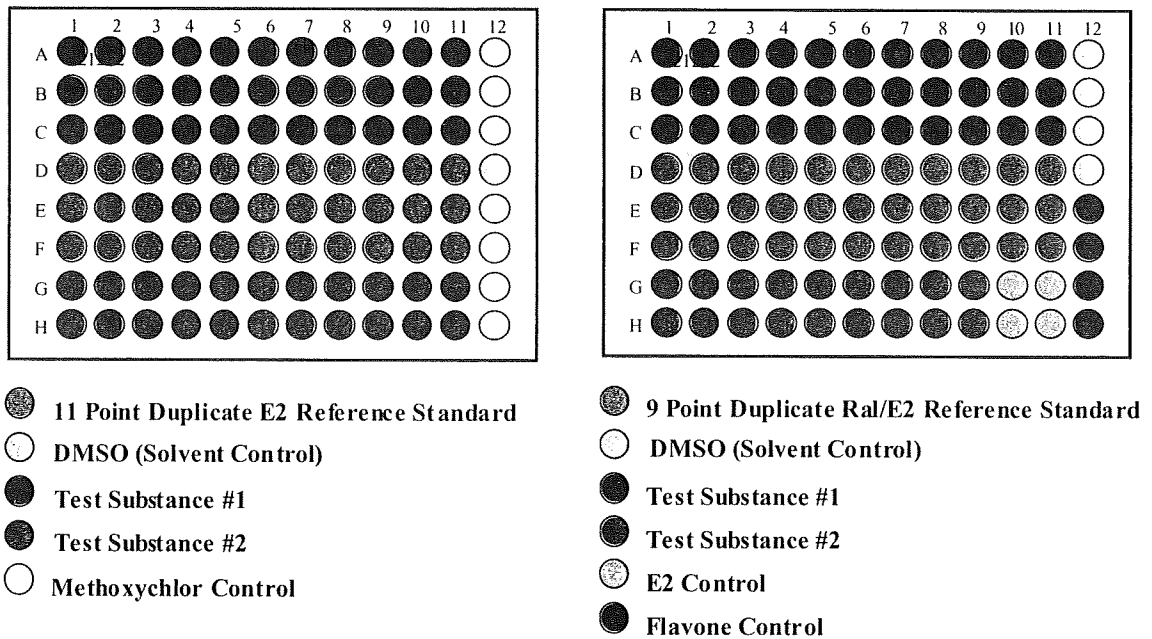 1 2 3 4 5 6 7 8 9 10 11 12
A
B
C
D
E
F
G
H
11 Point Duplicate E2 Reference Standard
DMSO (Solvent Control)
Test Substance #1
Test Substance #2
Methoxychlor Control
1 2 3 4 5 6 7 8 9 10 11 12
A
B
C
D
E
F
G
H
9 Point Duplicate Ral/E2 Reference Standard
DMSO (Solvent Control)
Test Substance #1
Test Substance #2
E2 Control
Flavone Control